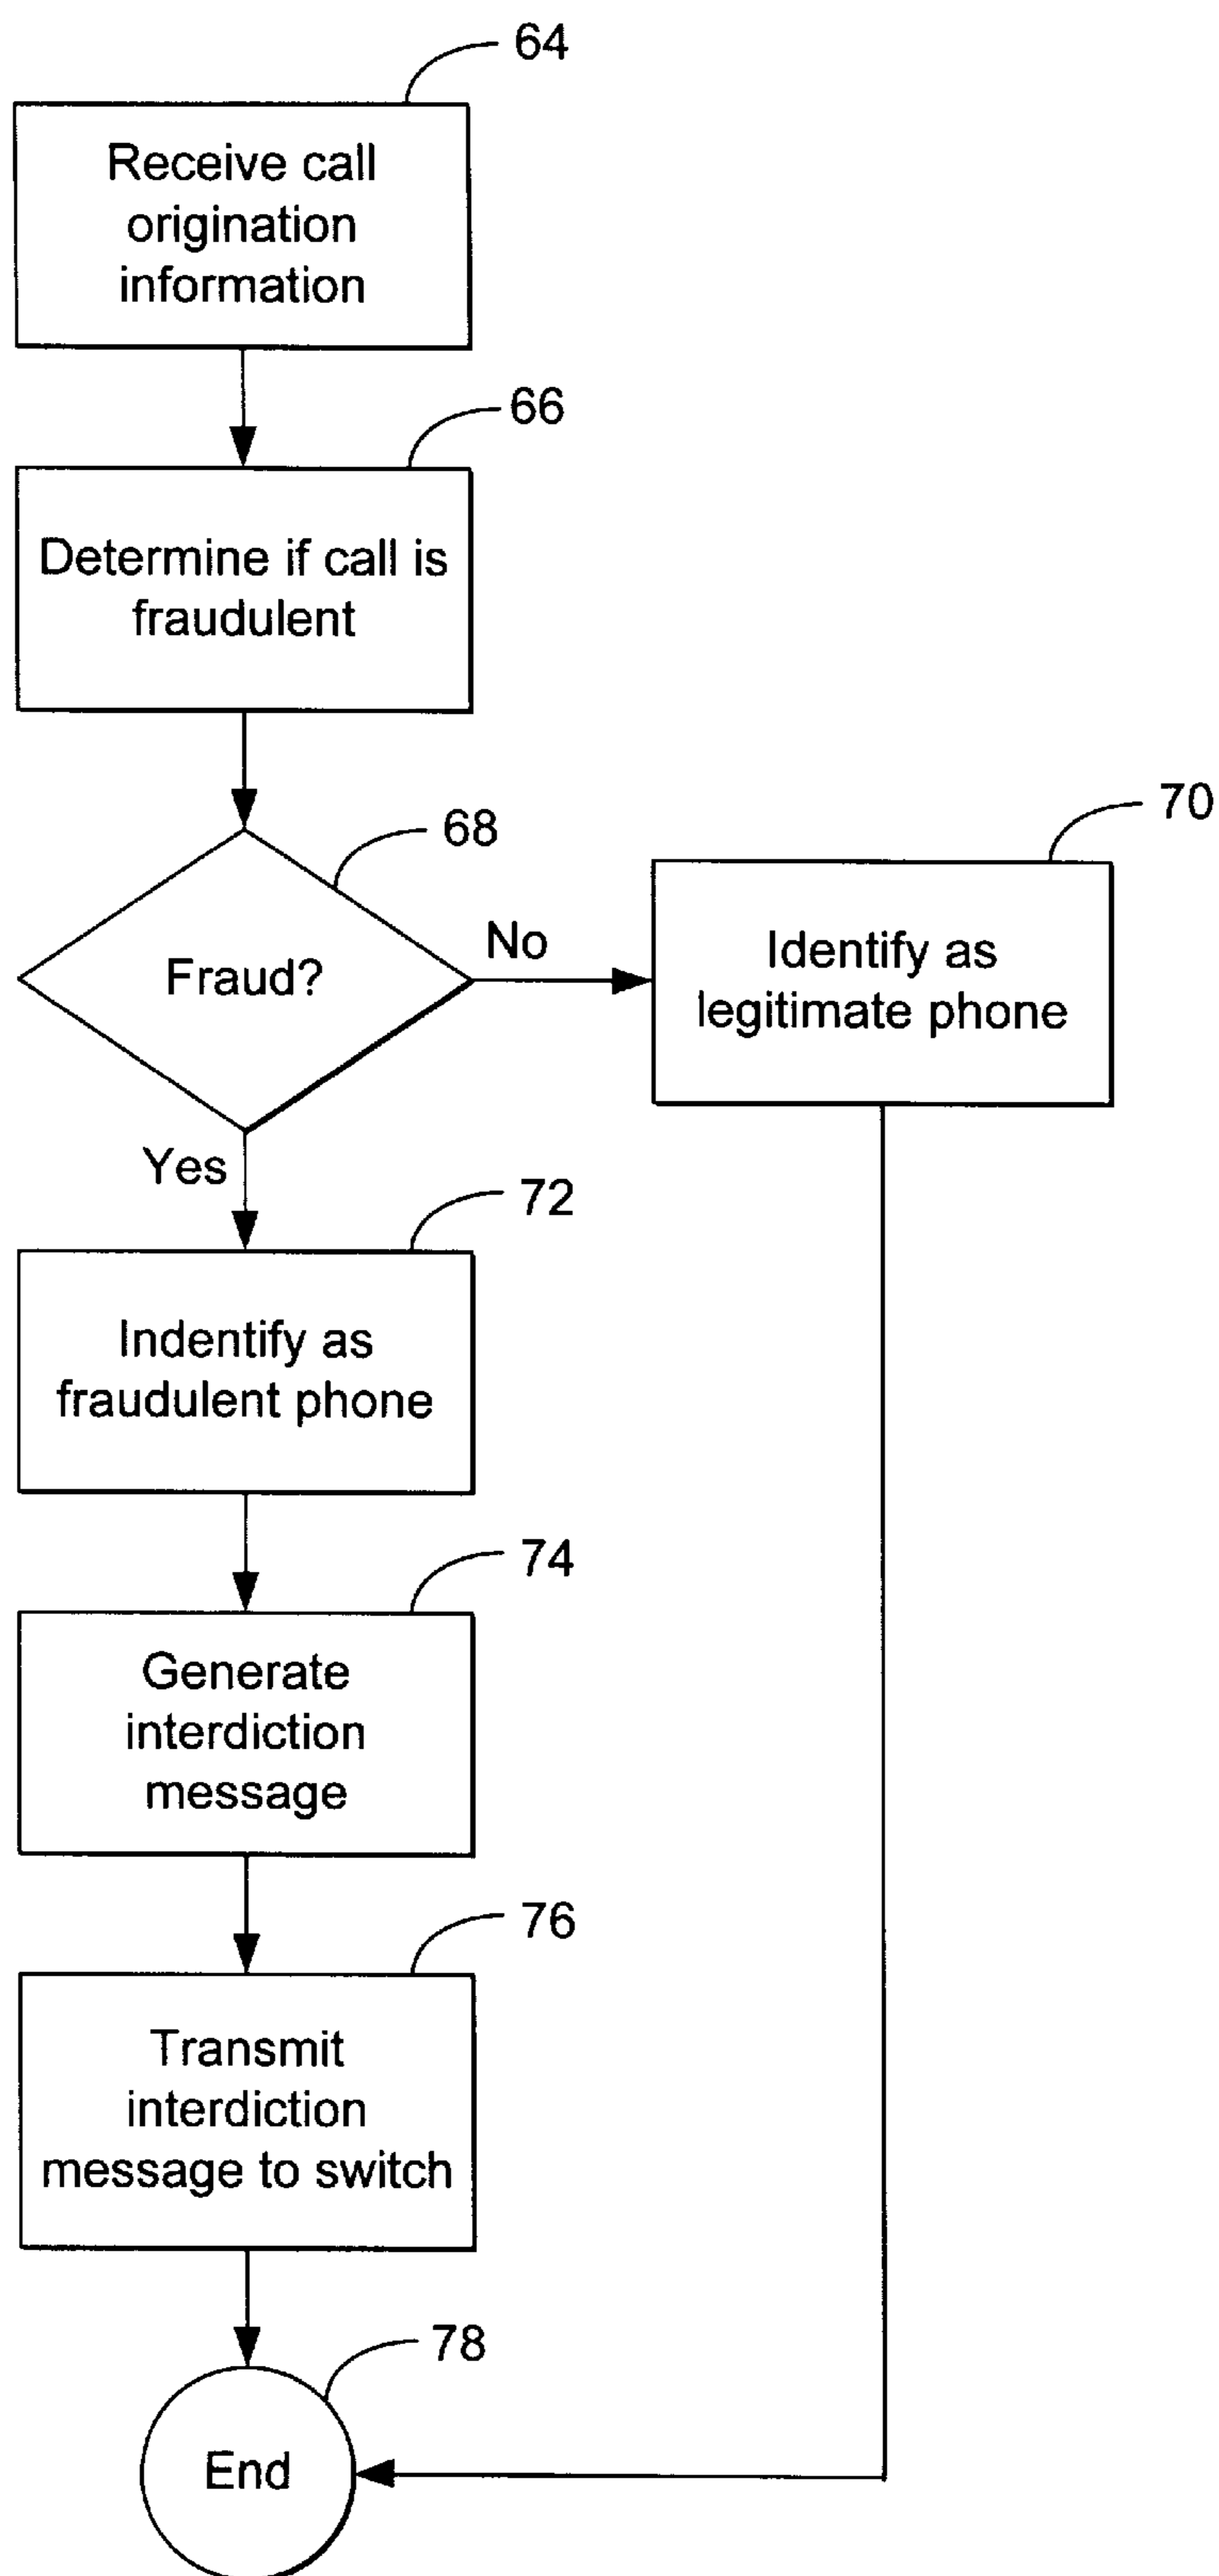 64
Receive call
origination
information
66
Determine if call is
fraudulent
68
Fraud?
No
70
Identify as
legitimate phone
Yes
72
Indentify as
fraudulent phone
74
Generate
interdiction
message
76
Transmit
interdiction
message to switch
78
End